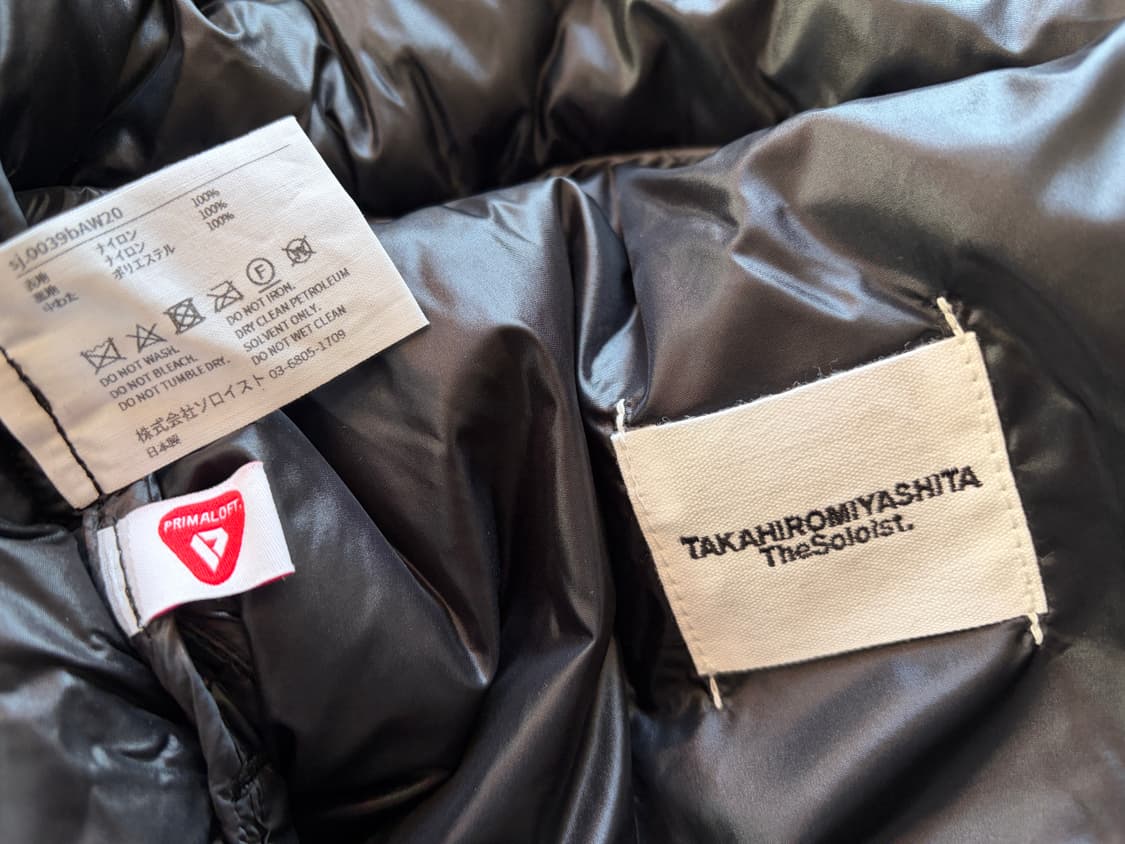 sj.0039bAW20
表地 ナイロン 100%
裏地 ナイロン 100%
中わた ポリエステル 100%
F
DO NOT WASH.
DO NOT BLEACH.
DO NOT TUMBLE DRY.
DO NOT IRON.
DRY CLEAN PETROLEUM
SOLVENT ONLY.
DO NOT WET CLEAN
株式会社ソロイスト 03-6805-1709
日本製
PRIMALOFT
TAKAHIROMIYASHITA
TheSoloist.